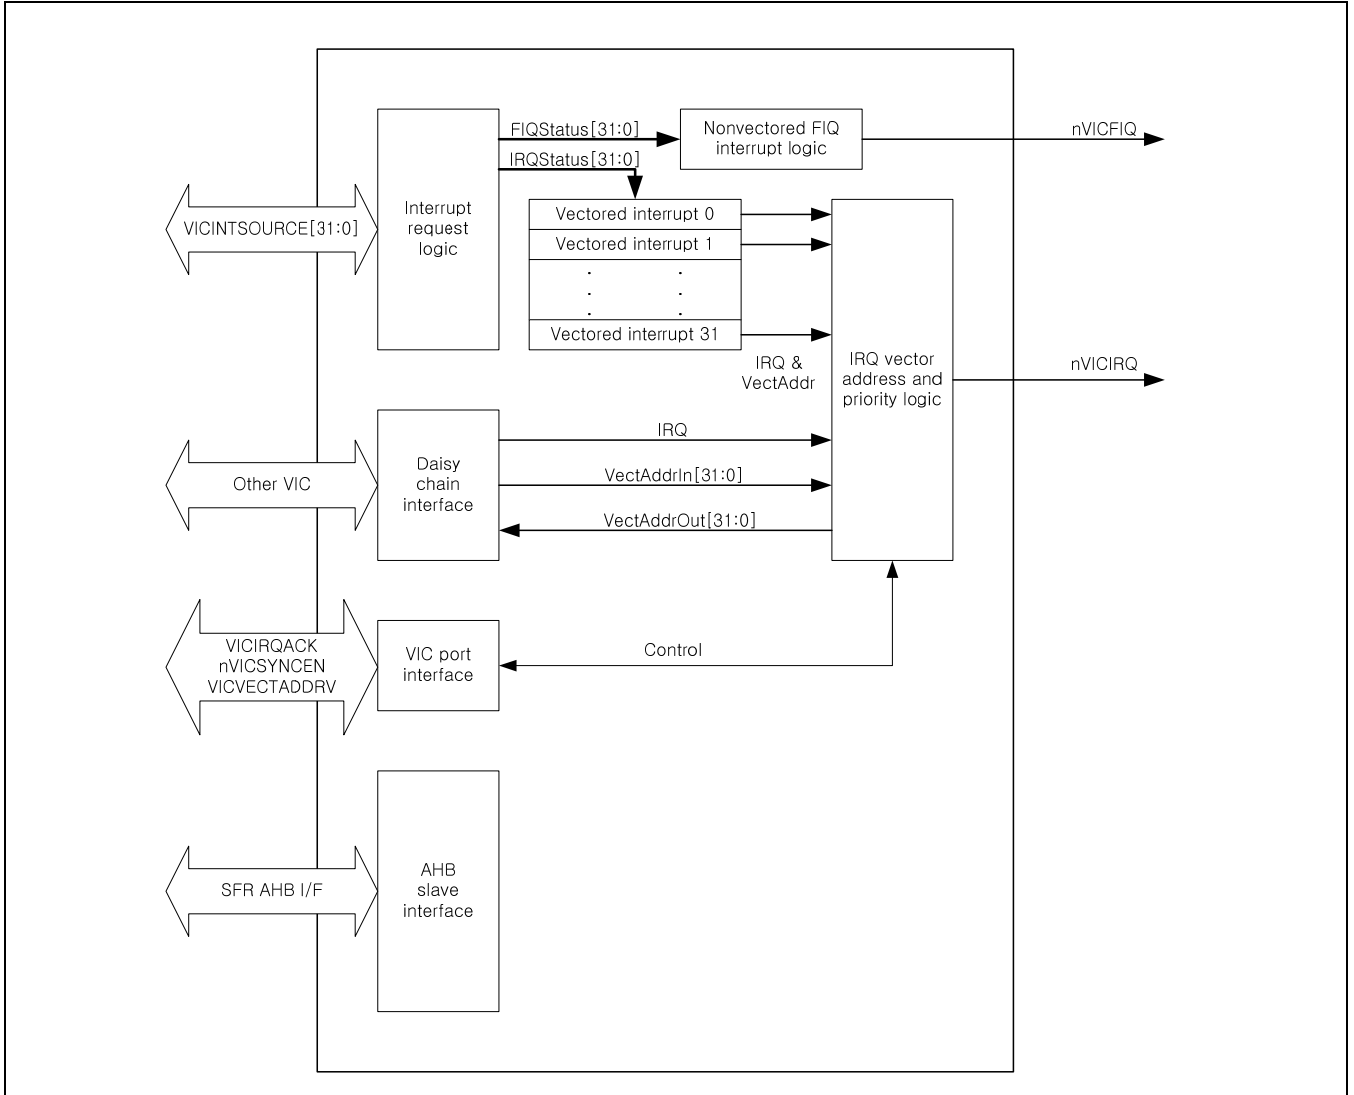 FIQStatus[31:0]
Nonvectored FIQ
interrupt logic
nVICFIQ
IRQStatus[31:0]
VICINTSOURCE[31:0]
Interrupt
request
logic
Vectored interrupt 0
Vectored interrupt 1
Vectored interrupt 31
IRQ &
VectAddr
IRQ vector
address and
priority logic
nVICIRQ
Other VIC
Daisy
chain
interface
IRQ
VectAddrIn[31:0]
VectAddrOut[31:0]
VICIRQACK
nVICSYNCEN
VICVECTADDRV
VIC port
interface
Control
SFR AHB I/F
AHB
slave
interface